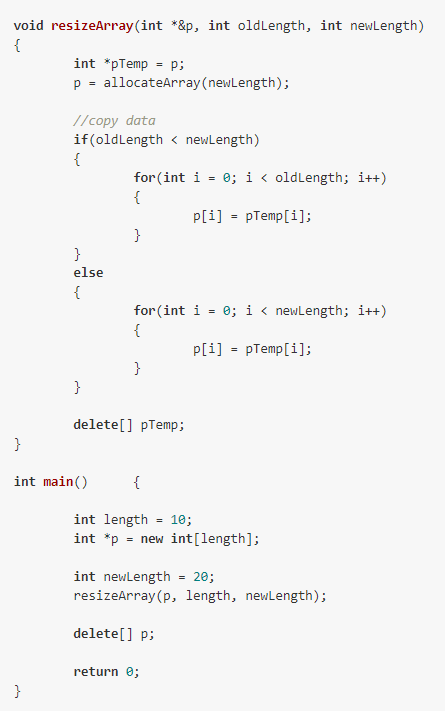 void resizeArray(int *&p, int oldLength, int newLength)
{
        int *pTemp = p;
        p = allocateArray(newLength);

        //copy data
        if(oldLength < newLength)
        {
                for(int i = 0; i < oldLength; i++)
                {
                        p[i] = pTemp[i];
                }
        }
        else
        {
                for(int i = 0; i < newLength; i++)
                {
                        p[i] = pTemp[i];
                }
        }

        delete[] pTemp;
}

int main()      {

        int length = 10;
        int *p = new int[length];

        int newLength = 20;
        resizeArray(p, length, newLength);

        delete[] p;

        return 0;
}